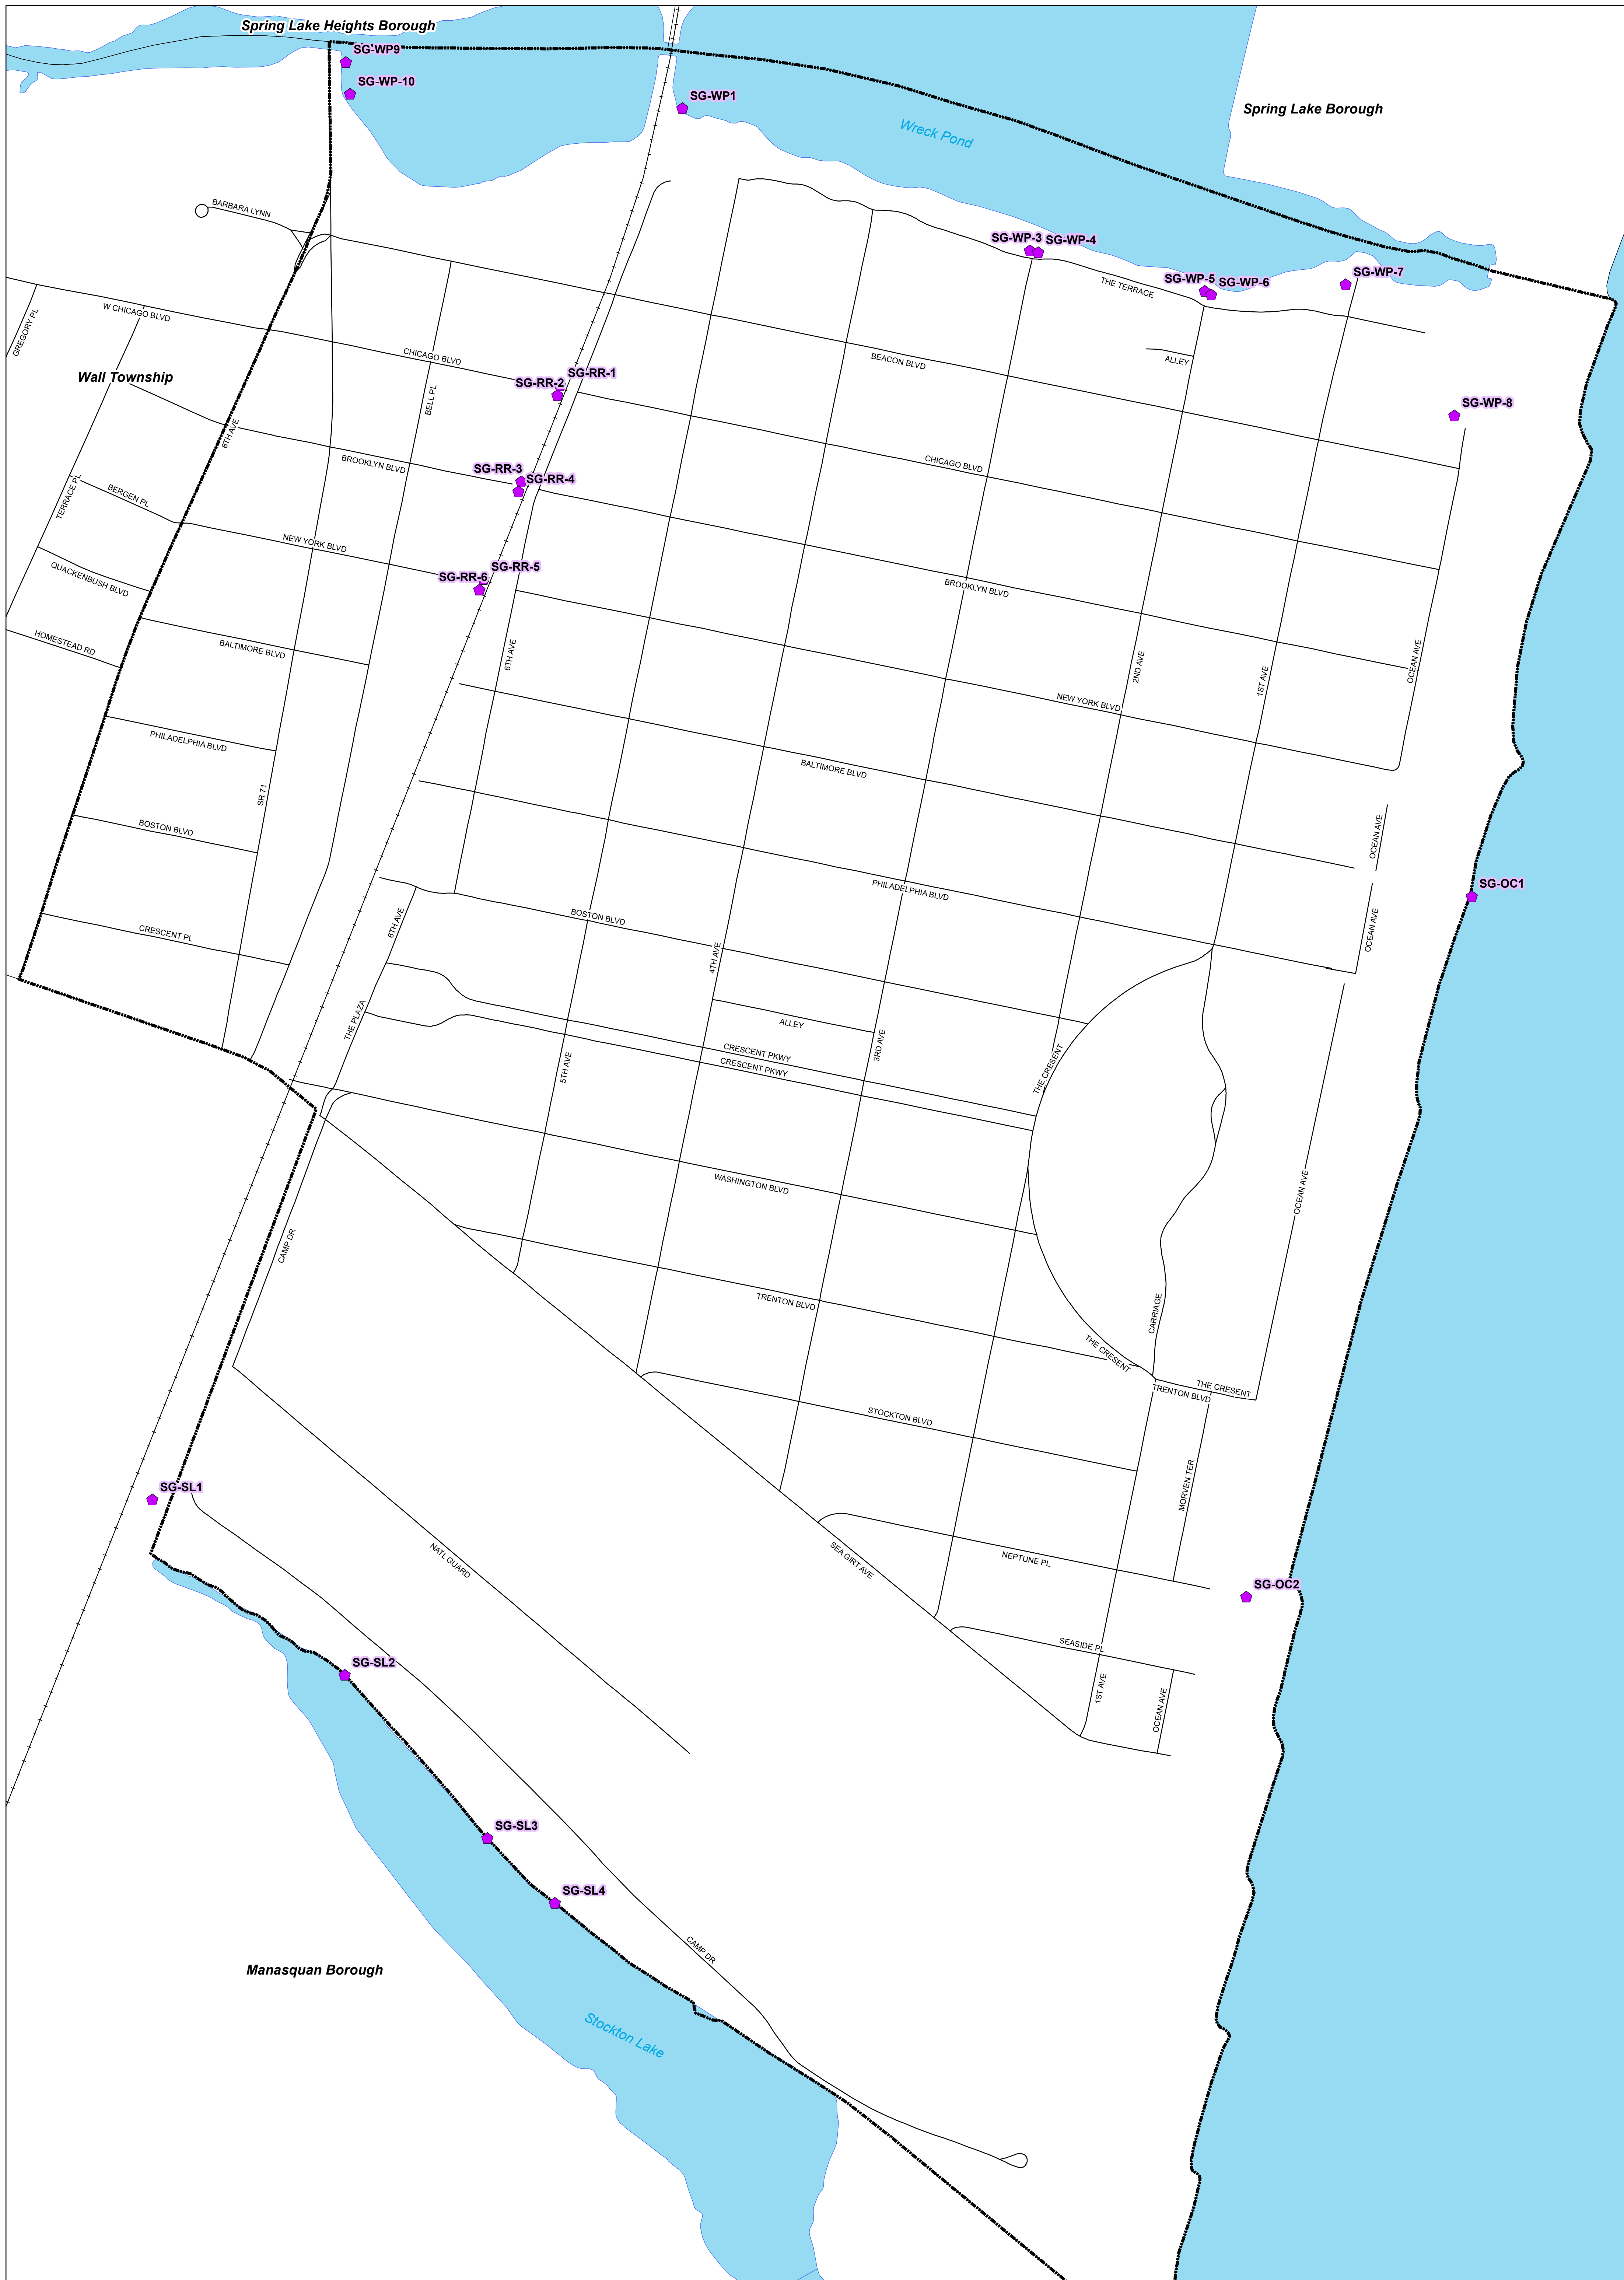 Spring Lake Heights Borough
SG-WP9
SG-WP-10
SG-WP1
Spring Lake Borough
Wreck Pond
BARBARA LYNN
SG-WP-3
SG-WP-4
SG-WP-5
SG-WP-6
SG-WP-7
THE TERRACE
W CHICAGO BLVD
GREGORY PL
CHICAGO BLVD
ALLEY
BEACON BLVD
Wall Township
SG-RR-1
SG-RR-2
BELL PL
SG-WP-8
8TH AVE
BROOKLYN BLVD
CHICAGO BLVD
SG-RR-3
SG-RR-4
TERRACE PL
BERGEN PL
NEW YORK BLVD
SG-RR-5
SG-RR-6
QUACKENBUSH BLVD
BROOKLYN BLVD
HOMESTEAD RD
BALTIMORE BLVD
6TH AVE
2ND AVE
1ST AVE
OCEAN AVE
NEW YORK BLVD
PHILADELPHIA BLVD
BALTIMORE BLVD
SR 71
BOSTON BLVD
OCEAN AVE
PHILADELPHIA BLVD
SG-OC1
BOSTON BLVD
6TH AVE
CRESCENT PL
OCEAN AVE
4TH AVE
THE PLAZA
ALLEY
3RD AVE
CRESCENT PKWY
CRESCENT PKWY
5TH AVE
THE CRESENT
WASHINGTON BLVD
OCEAN AVE
CAMP DR
TRENTON BLVD
CARRIAGE
THE CRESENT
THE CRESENT
TRENTON BLVD
STOCKTON BLVD
SG-SL1
MORVEN TER
NATL GUARD
SEA GIRT AVE
NEPTUNE PL
SG-OC2
SEASIDE PL
SG-SL2
1ST AVE
OCEAN AVE
SG-SL3
SG-SL4
CAMP DR
Manasquan Borough
Stockton Lake